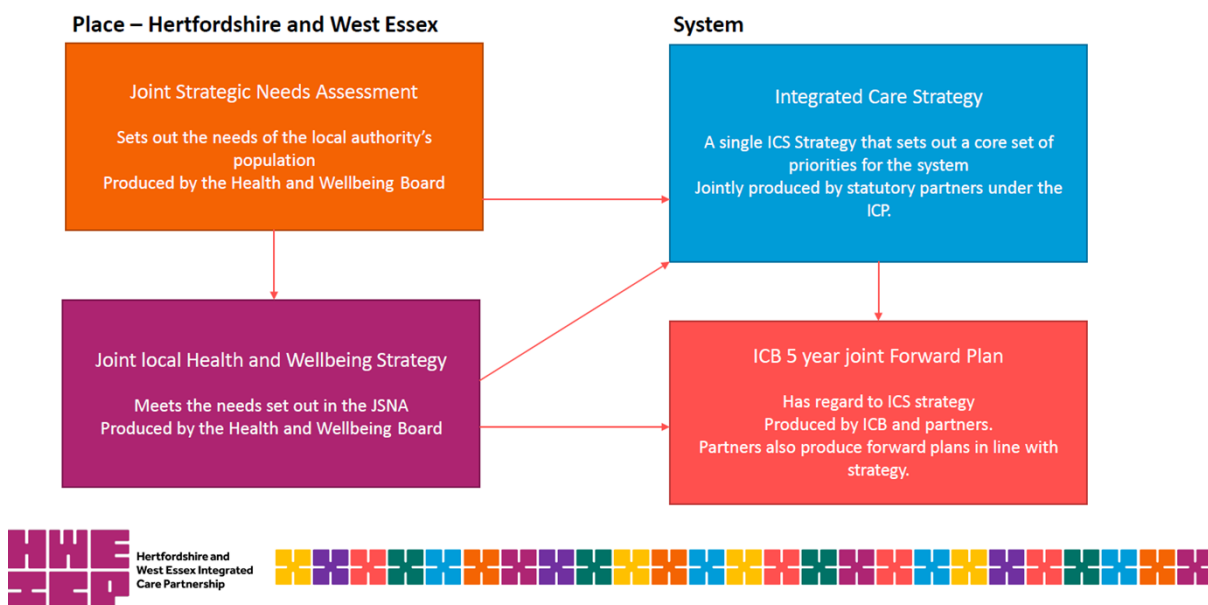 Place – Hertfordshire and West Essex
System
Joint Strategic Needs Assessment
Sets out the needs of the local authority's
population
Produced by the Health and Wellbeing Board
Integrated Care Strategy
A single ICS Strategy that sets out a core set of
priorities for the system
Jointly produced by statutory partners under the
ICP.
Joint local Health and Wellbeing Strategy
Meets the needs set out in the JSNA
Produced by the Health and Wellbeing Board
ICB 5 year joint Forward Plan
Has regard to ICS strategy
Produced by ICB and partners.
Partners also produce forward plans in line with
strategy.
HWE
ICP
Hertfordshire and
West Essex Integrated
Care Partnership